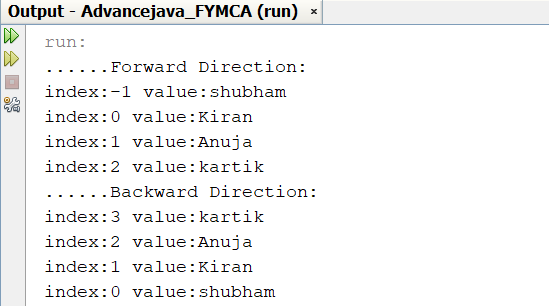 Output - Advancejava_FYMCA (run) ×
run:
......Forward Direction:
index:-1 value:shubham
index:0 value:Kiran
index:1 value:Anuja
index:2 value:kartik
......Backward Direction:
index:3 value:kartik
index:2 value:Anuja
index:1 value:Kiran
index:0 value:shubham